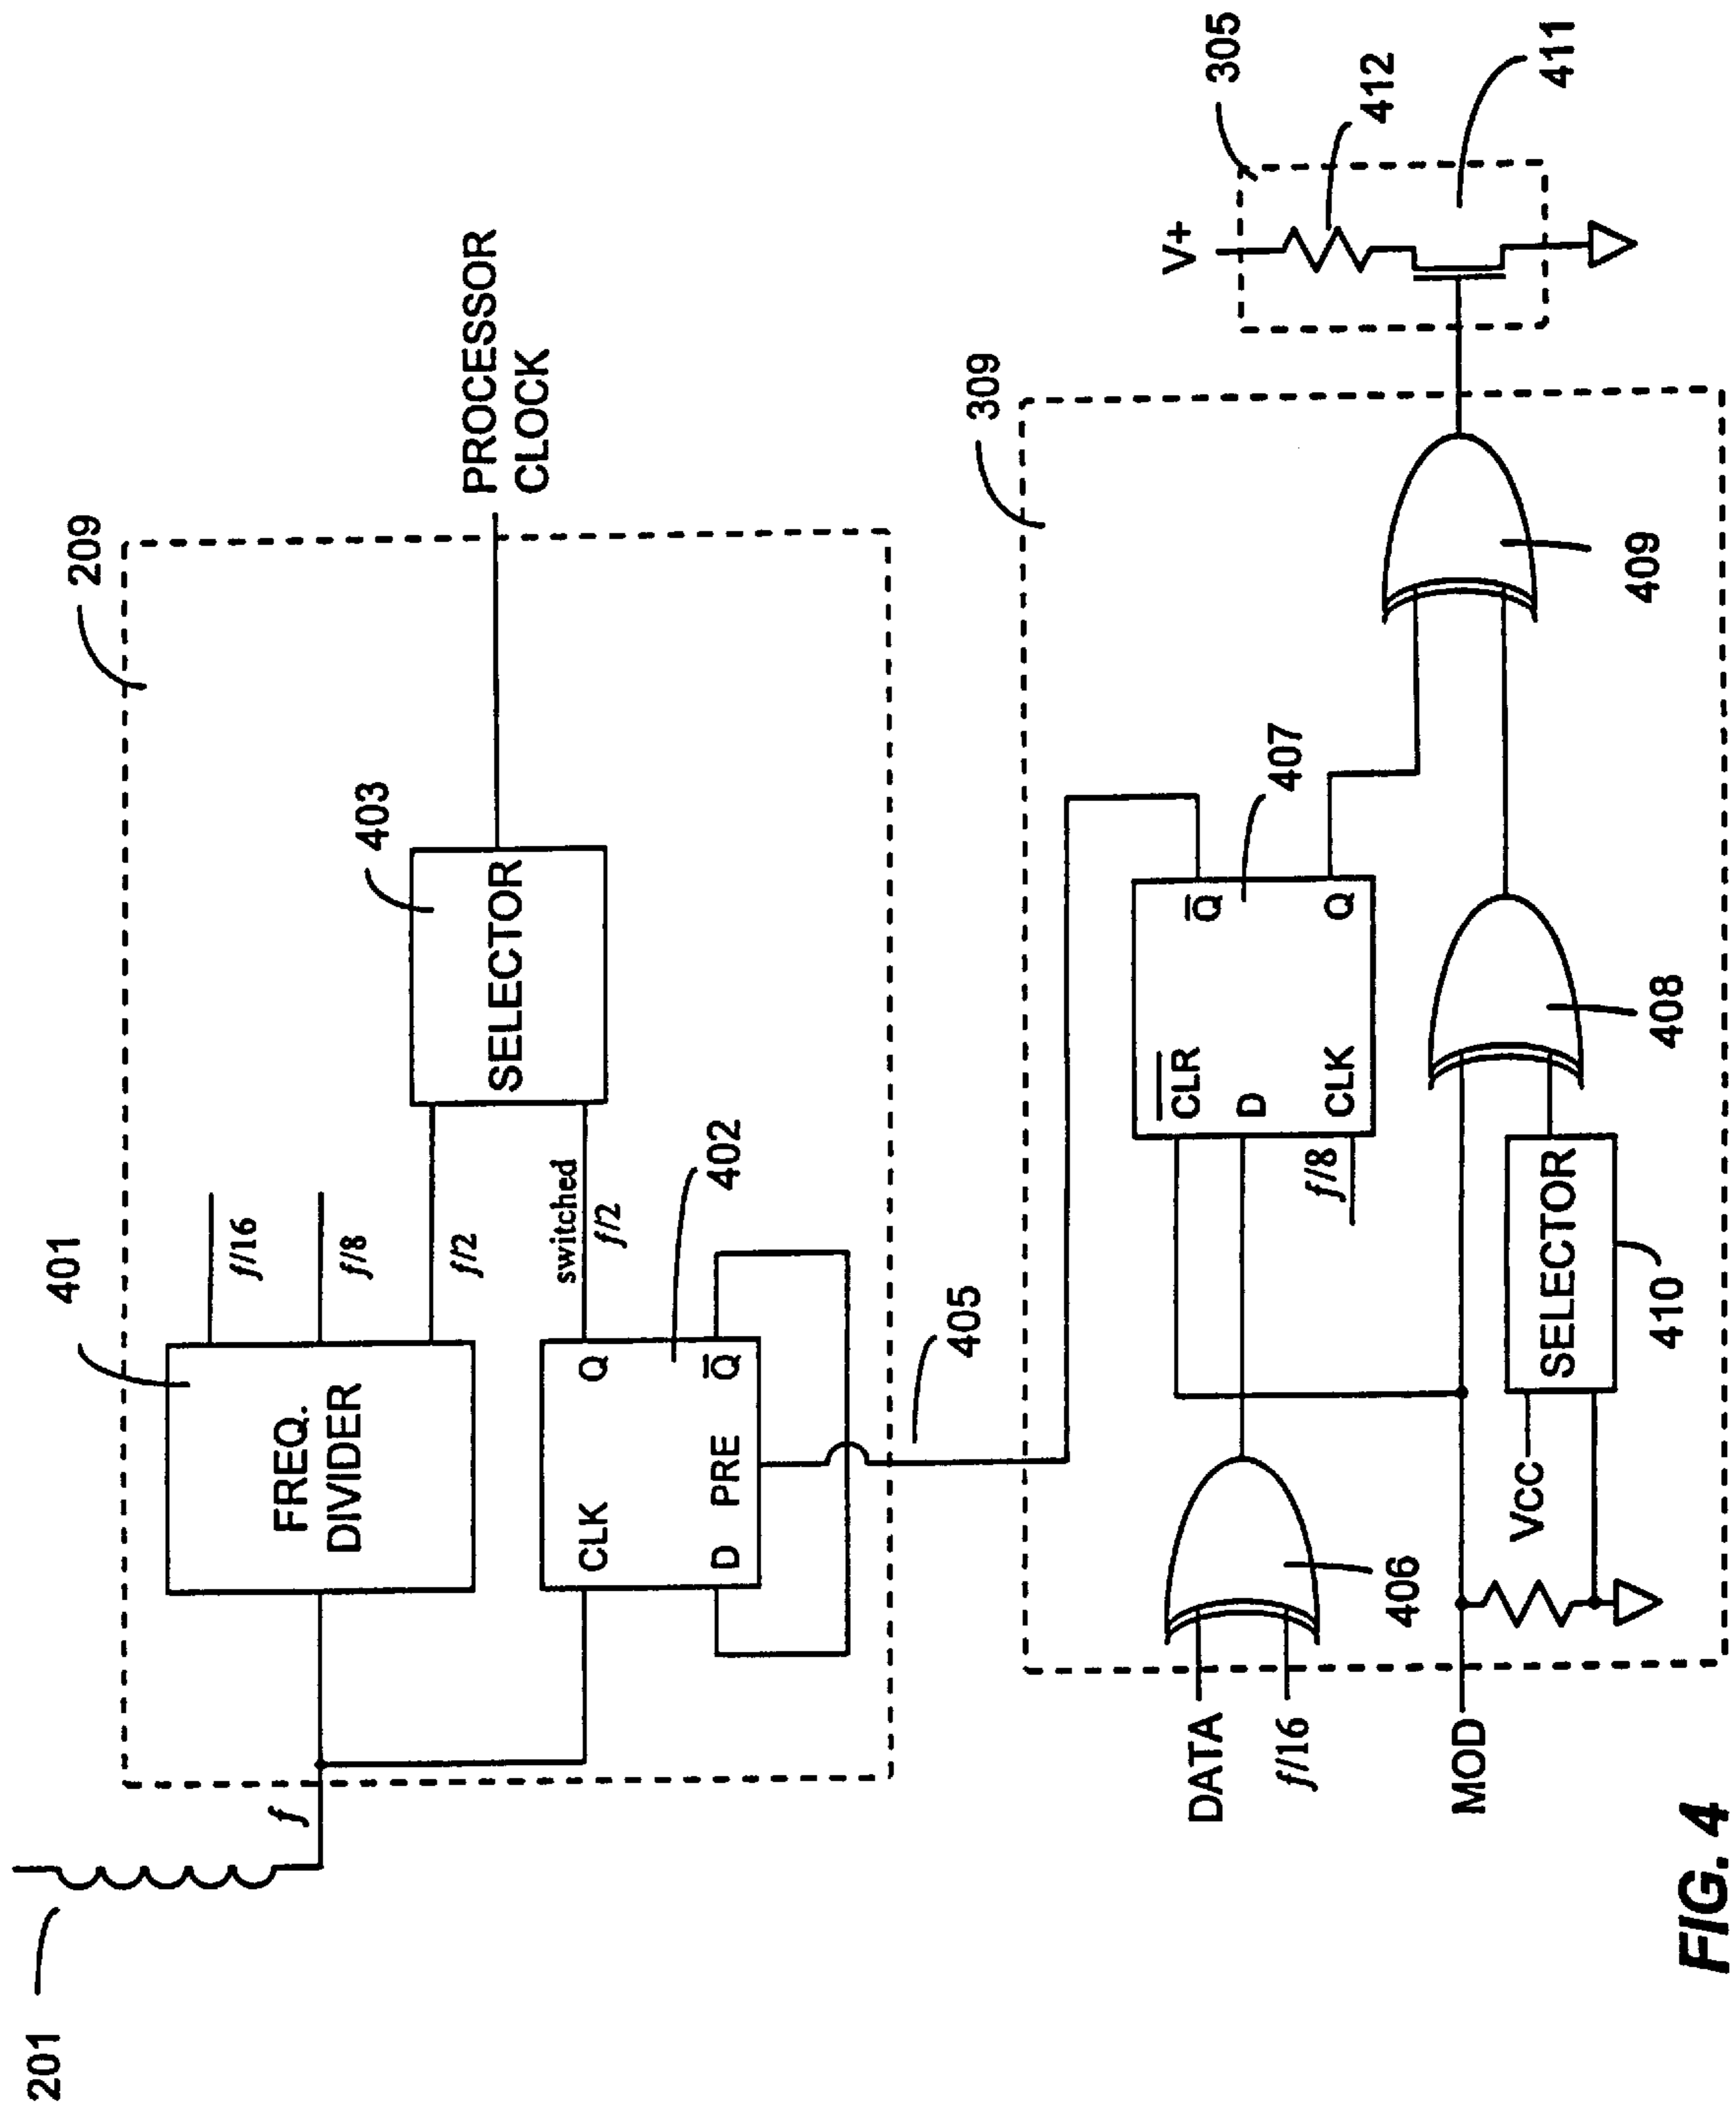 201
f
209
401
FREQ.
DIVIDER
f/16
f/8
f/2
CLK
Q
D
PRE
Q̅
402
switched
f/2
403
SELECTOR
PROCESSOR
CLOCK
405
309
DATA
f/16
MOD
406
VCC
SELECTOR
410
C̅L̅R̅
D
CLK
f/8
Q̅
Q
407
408
409
V+
305
412
411
FIG. 4